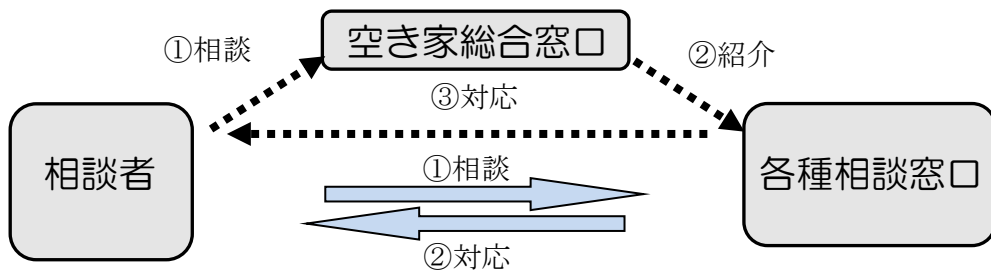 空き家総合窓口
①相談
②紹介
③対応
相談者
①相談
各種相談窓口
②対応